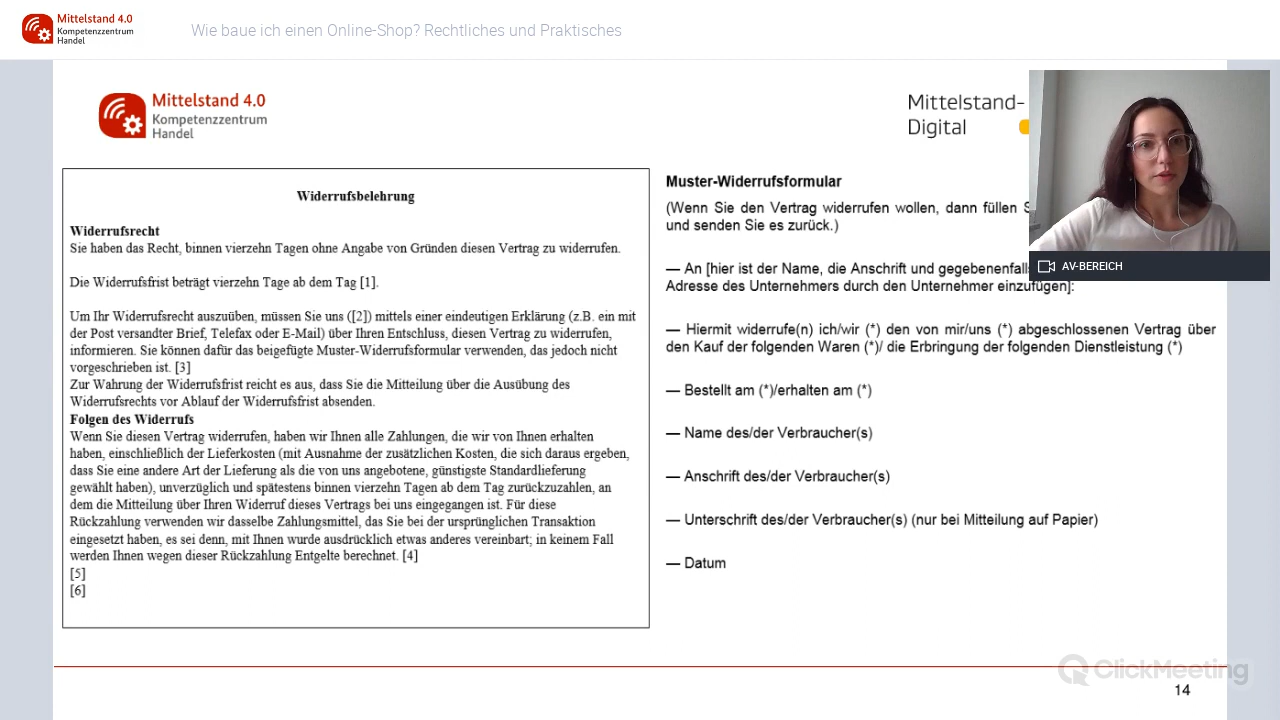 Mittelstand 4.0
Kompetenzzentrum
Handel
Wie baue ich einen Online-Shop? Rechtliches und Praktisches
Mittelstand 4.0
Kompetenzzentrum
Handel
Mittelstand-
Digital
Widerrufsbelehrung
Widerrufsrecht
Sie haben das Recht, binnen vierzehn Tagen ohne Angabe von Gründen diesen Vertrag zu widerrufen.
Die Widerrufsfrist beträgt vierzehn Tage ab dem Tag [1].
Um Ihr Widerrufsrecht auszuüben, müssen Sie uns ([2]) mittels einer eindeutigen Erklärung (z.B. ein mit
der Post versandter Brief, Telefax oder E-Mail) über Ihren Entschluss, diesen Vertrag zu widerrufen,
informieren. Sie können dafür das beigefügte Muster-Widerrufsformular verwenden, das jedoch nicht
vorgeschrieben ist. [3]
Zur Wahrung der Widerrufsfrist reicht es aus, dass Sie die Mitteilung über die Ausübung des
Widerrufsrechts vor Ablauf der Widerrufsfrist absenden.
Folgen des Widerrufs
Wenn Sie diesen Vertrag widerrufen, haben wir Ihnen alle Zahlungen, die wir von Ihnen erhalten
haben, einschließlich der Lieferkosten (mit Ausnahme der zusätzlichen Kosten, die sich daraus ergeben,
dass Sie eine andere Art der Lieferung als die von uns angebotene, günstigste Standardlieferung
gewählt haben), unverzüglich und spätestens binnen vierzehn Tagen ab dem Tag zurückzuzahlen, an
dem die Mitteilung über Ihren Widerruf dieses Vertrags bei uns eingegangen ist. Für diese
Rückzahlung verwenden wir dasselbe Zahlungsmittel, das Sie bei der ursprünglichen Transaktion
eingesetzt haben, es sei denn, mit Ihnen wurde ausdrücklich etwas anderes vereinbart; in keinem Fall
werden Ihnen wegen dieser Rückzahlung Entgelte berechnet. [4]
[5]
[6]
Muster-Widerrufsformular
(Wenn Sie den Vertrag widerrufen wollen, dann füllen
und senden Sie es zurück.)
— An [hier ist der Name, die Anschrift und
Adresse des Unternehmers durch den Unternehmer einzufügen]:
— Hiermit widerrufe(n) ich/wir (*) den von mir/uns (*) abgeschlossenen Vertrag über
den Kauf der folgenden Waren (*)/ die Erbringung der folgenden Dienstleistung (*)
— Bestellt am (*)/erhalten am (*)
— Name des/der Verbraucher(s)
— Anschrift des/der Verbraucher(s)
— Unterschrift des/der Verbraucher(s) (nur bei Mitteilung auf Papier)
— Datum
AV-BEREICH
ClickMeeting
14